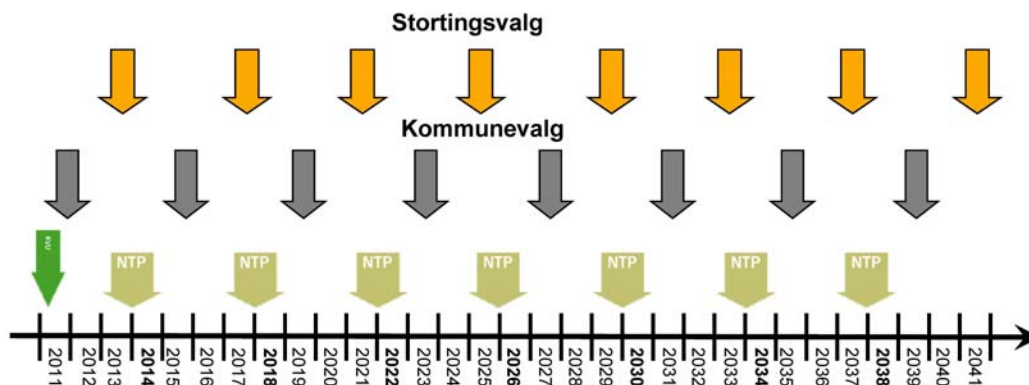 Stortingsvalg
Kommunevalg
KVU
NTP NTP NTP NTP NTP NTP NTP
2011 2012 2013 2014 2015 2016 2017 2018 2019 2020 2021 2022 2023 2024 2025 2026 2027 2028 2029 2030 2031 2032 2033 2034 2035 2036 2037 2038 2039 2040 2041